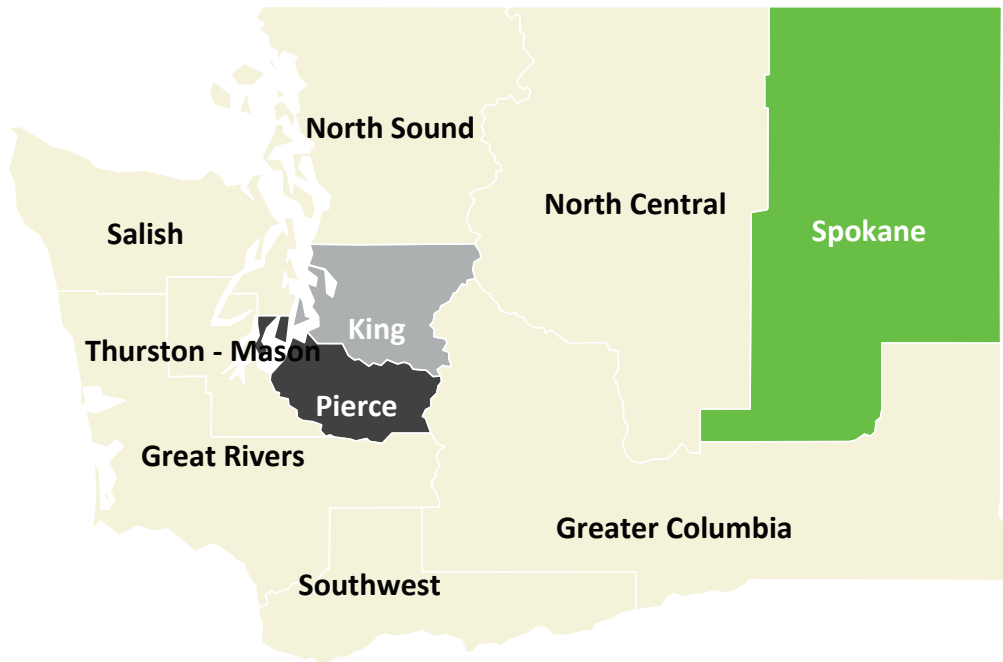 North Sound
North Central
Salish
Spokane
King
Thurston - Mason
Pierce
Great Rivers
Greater Columbia
Southwest